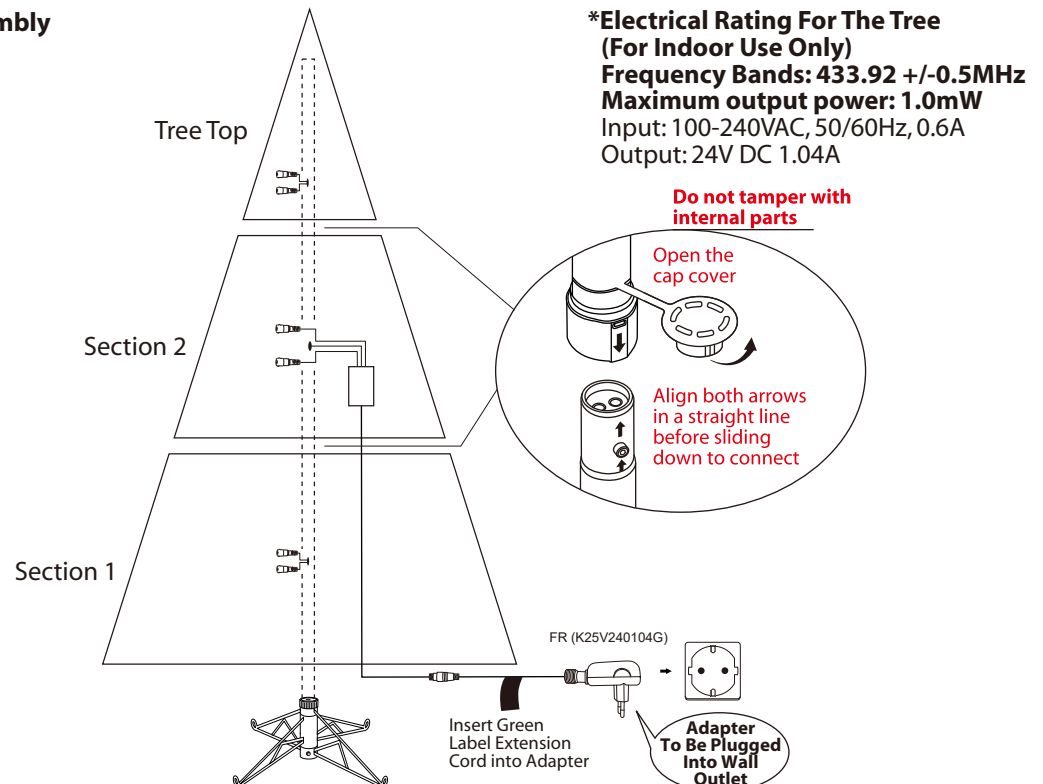 *Electrical Rating For The Tree
(For Indoor Use Only)
Frequency Bands: 433.92 +/-0.5MHz
Maximum output power: 1.0mW
Input: 100-240VAC, 50/60Hz, 0.6A
Output: 24V DC 1.04A
Tree Top
Do not tamper with
internal parts
Open the
cap cover
Section 2
Align both arrows
in a straight line
before sliding
down to connect
Section 1
FR (K25V240104G)
Insert Green
Label Extension
Cord into Adapter
Adapter
To Be Plugged
Into Wall
Outlet